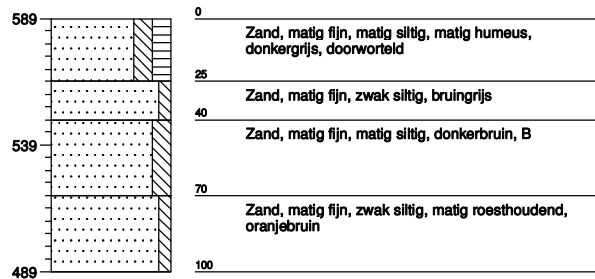 589
0
Zand, matig fijn, matig siltig, matig humeus,
donkergrijs, doorworteld
25
Zand, matig fijn, zwak siltig, bruingrijs
40
Zand, matig fijn, matig siltig, donkerbruin, B
539
70
Zand, matig fijn, zwak siltig, matig roesthoudend,
oranjebruin
489
100